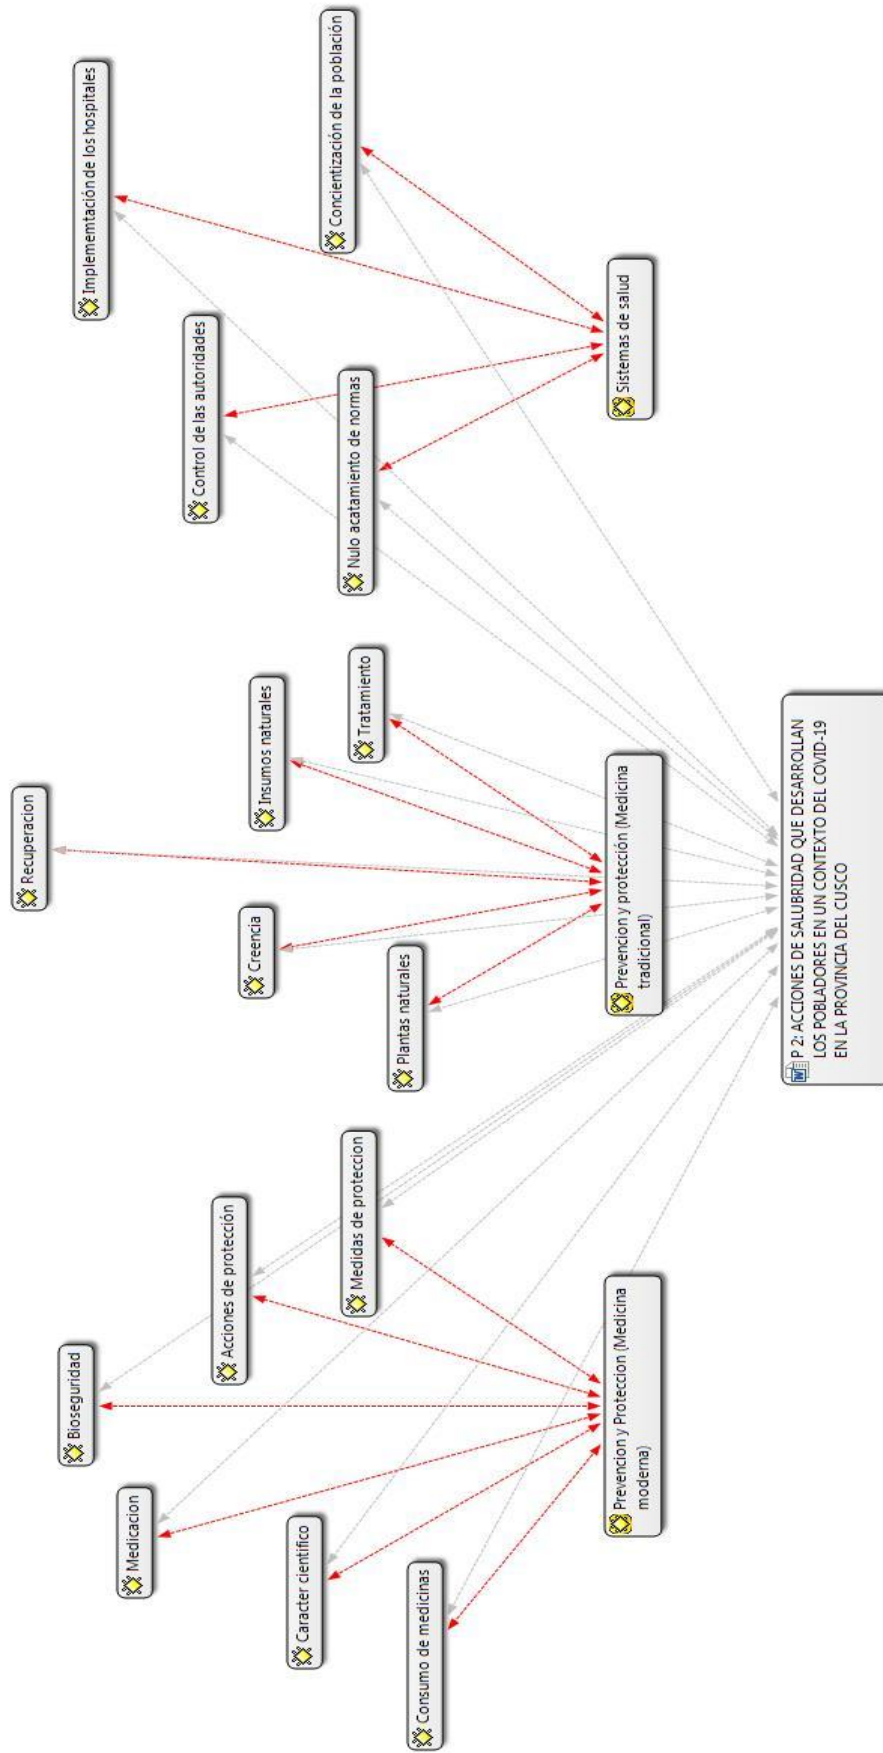 Recuperacion
Bioseguridad
Implememtación de los hospitales
Medicacion
Control de las autoridades
Acciones de protección
Creencia
Insumos naturales
Caracter cientifico
Concientización de la población
Medidas de proteccion
Nulo acatamiento de normas
Tratamiento
Plantas naturales
Consumo de medicinas
Prevencion y Proteccion (Medicina
moderna)
Prevencion y protección (Medicina
tradicional)
Sistemas de salud
P 2: ACCIONES DE SALUBRIDAD QUE DESARROLLAN
LOS POBLADORES EN UN CONTEXTO DEL COVID-19
EN LA PROVINCIA DEL CUSCO